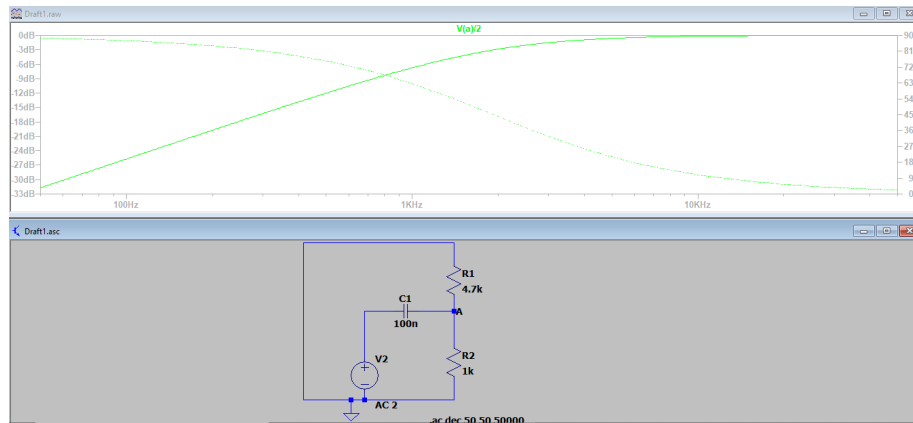 Draft1.raw
V(a)/2
0dB
-3dB
-6dB
-9dB
-12dB
-15dB
-18dB
-21dB
-24dB
-27dB
-30dB
-33dB
90
81
72
63
54
45
36
27
18
9
0
100Hz
1KHz
10KHz
Draft1.asc
R1
4.7k
C1
A
100n
R2
V2
1k
AC 2
.ac dec 50 50 50000